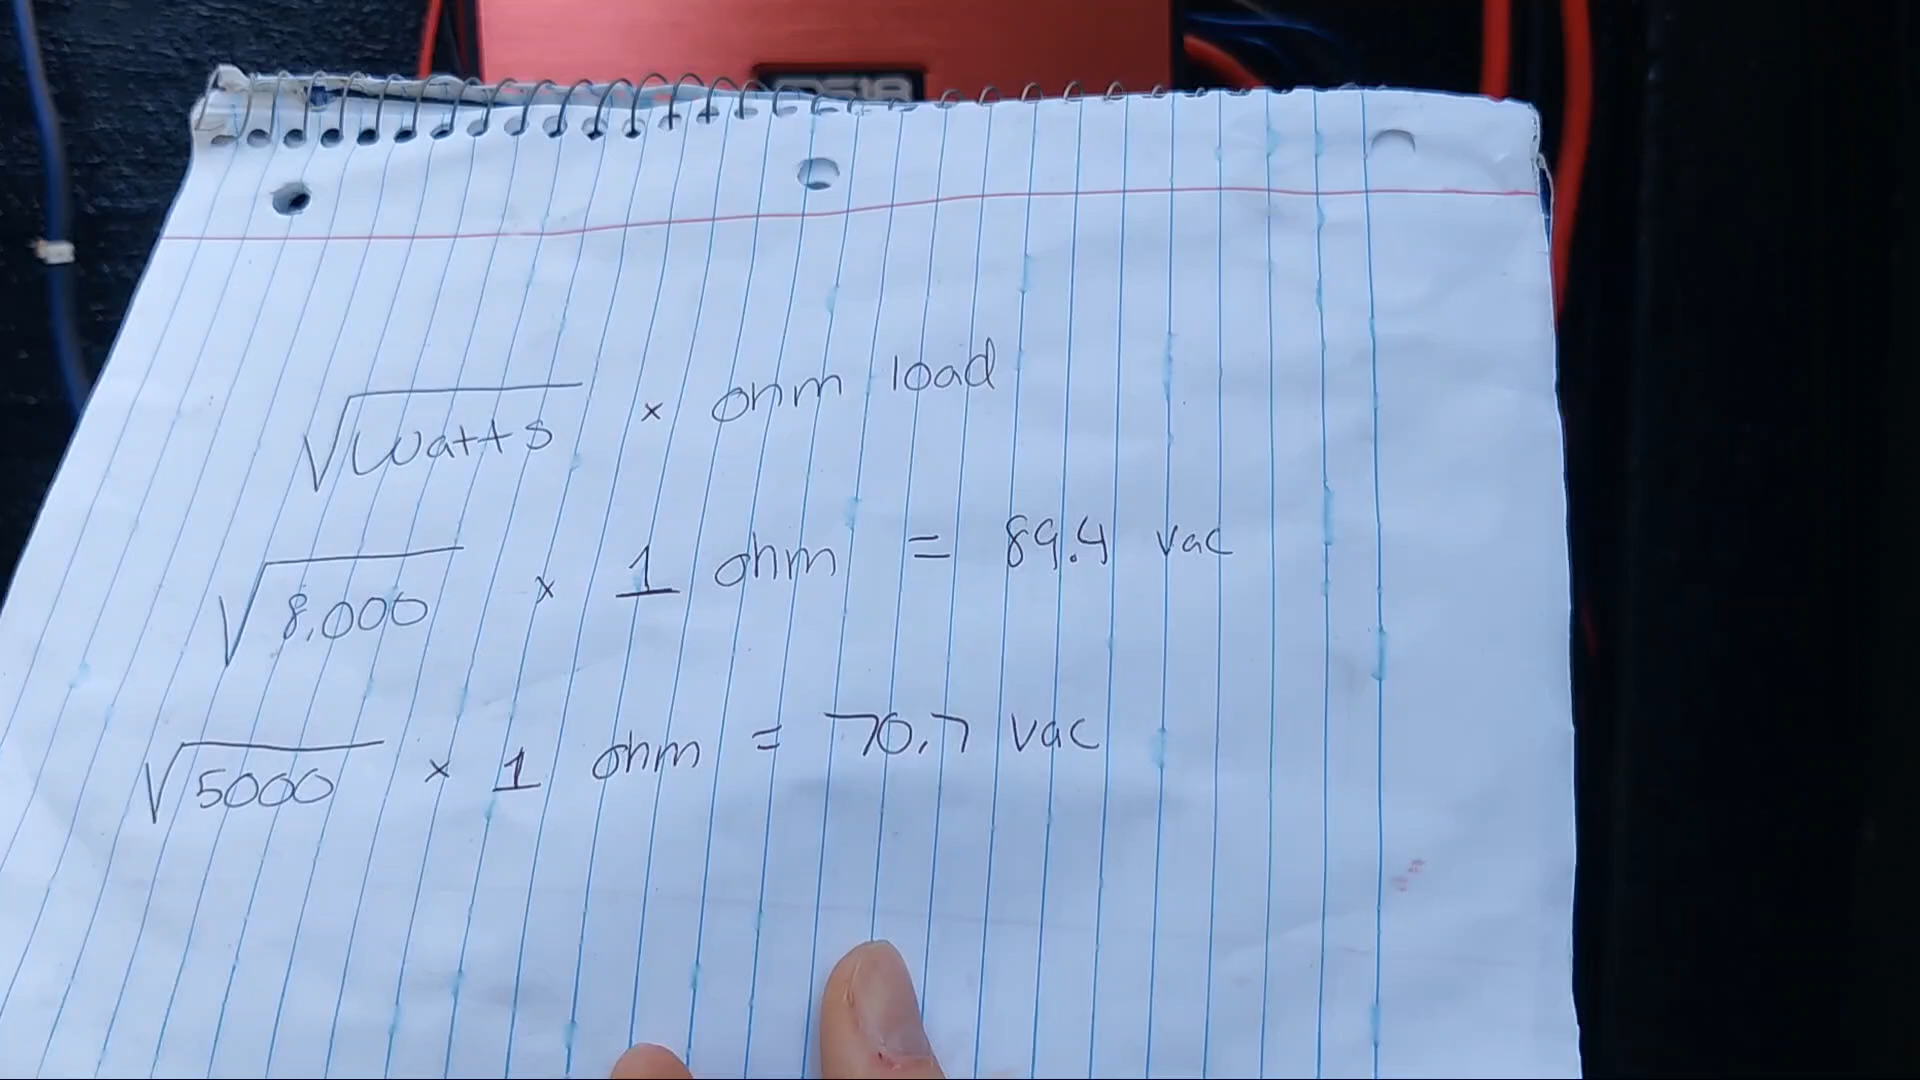 √Watts × ohm load
√8,000 × 1 ohm = 89.4 vac
√5000 × 1 ohm = 70.7 vac